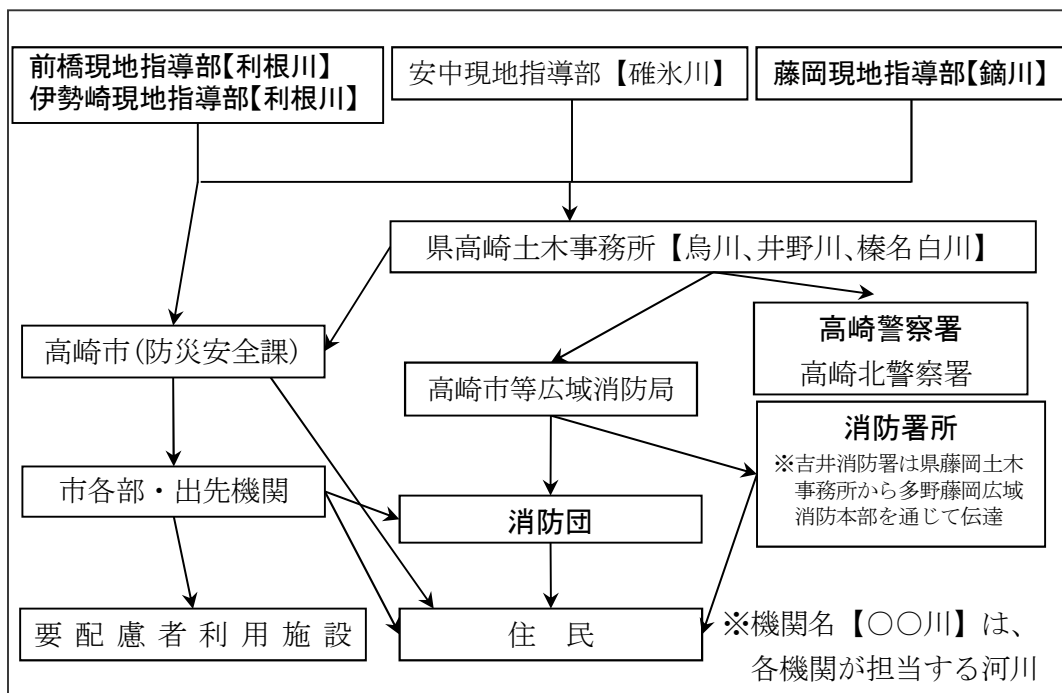 前橋現地指導部【利根川】
伊勢崎現地指導部【利根川】
安中現地指導部【碓氷川】
藤岡現地指導部【鏑川】
県高崎土木事務所【烏川、井野川、榛名白川】
高崎警察署
高崎北警察署
高崎市(防災安全課)
高崎市等広域消防局
消防署所
※吉井消防署は県藤岡土木
事務所から多野藤岡広域
消防本部を通じて伝達
市各部・出先機関
消防団
要配慮者利用施設
住民
※機関名【○○川】は、
各機関が担当する河川